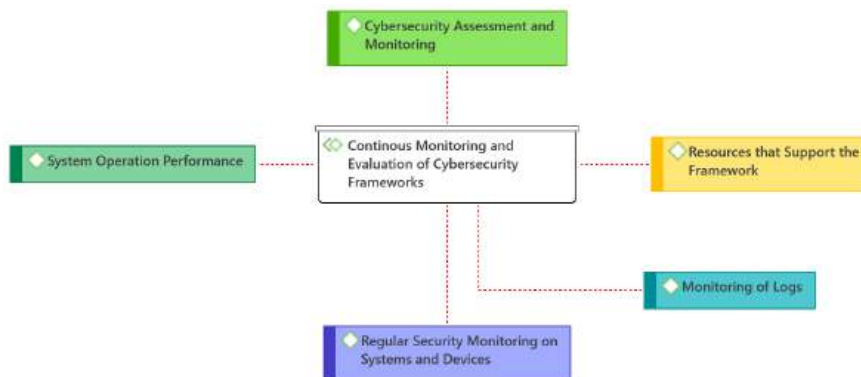 Cybersecurity Assessment and
Monitoring
System Operation Performance
Continous Monitoring and
Evaluation of Cybersecurity
Frameworks
Resources that Support the
Framework
Monitoring of Logs
Regular Security Monitoring on
Systems and Devices